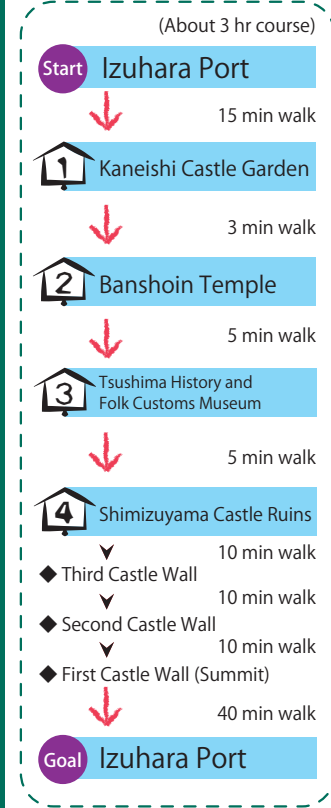 (About 3 hr course)
Start Izuhara Port
15 min walk
1 Kaneishi Castle Garden
3 min walk
2 Banshoin Temple
5 min walk
3 Tsushima History and
Folk Customs Museum
5 min walk
4 Shimizuyama Castle Ruins
10 min walk
◆ Third Castle Wall
10 min walk
◆ Second Castle Wall
10 min walk
◆ First Castle Wall (Summit)
40 min walk
Goal Izuhara Port